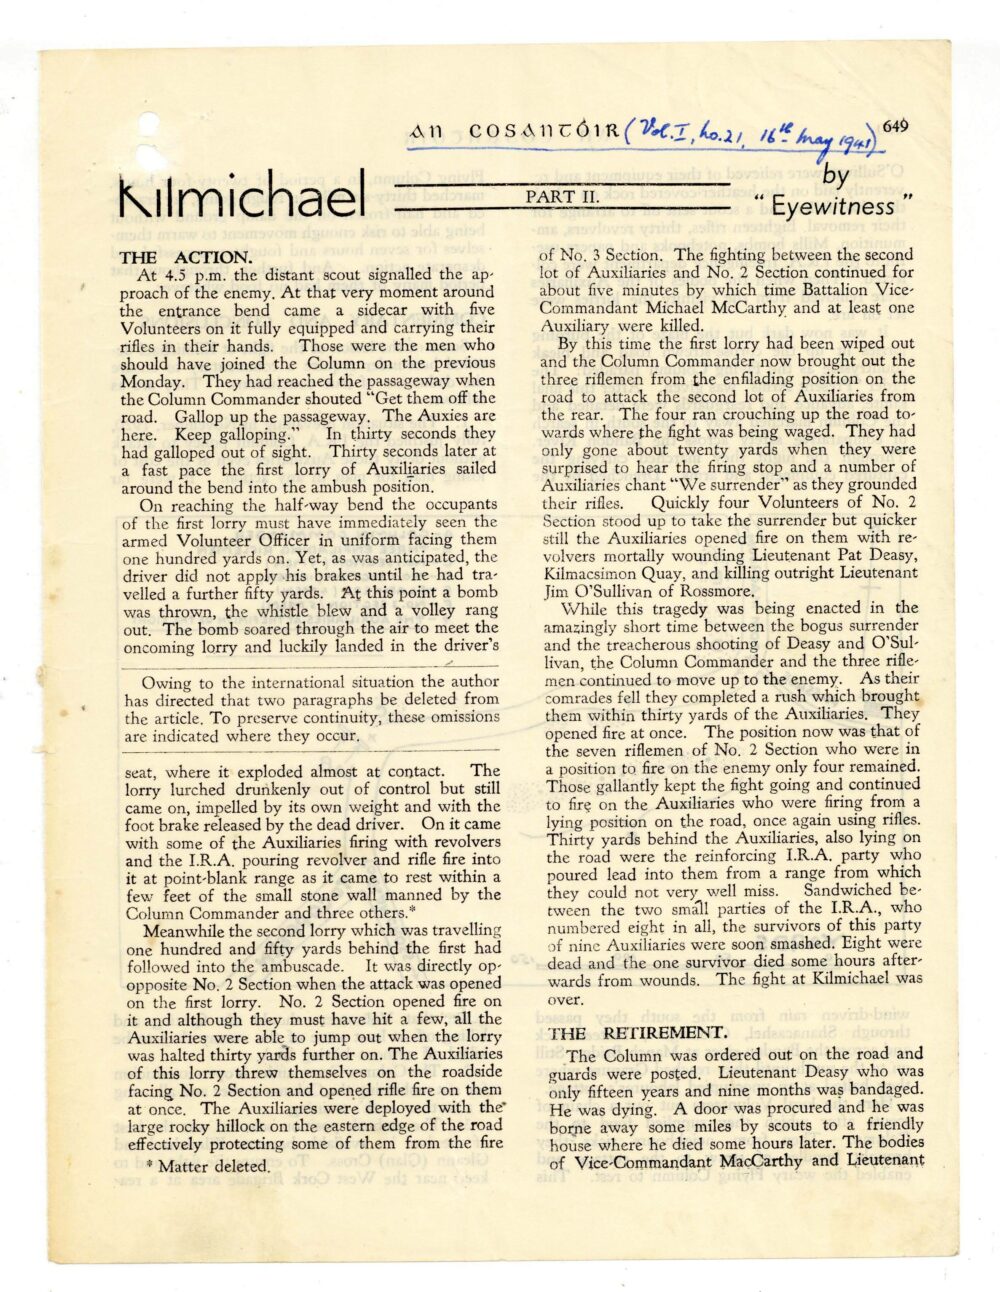 An Cosantóir (Vol. I, No. 21, 16th May 1941) 649
Kilmichael
PART II.
by
“ Eyewitness ”
THE ACTION.
At 4.5 p.m. the distant scout signalled the ap-
proach of the enemy. At that very moment around
the entrance bend came a sidecar with five
Volunteers on it fully equipped and carrying their
rifles in their hands. Those were the men who
should have joined the Column on the previous
Monday. They had reached the passageway when
the Column Commander shouted “Get them off the
road. Gallop up the passageway. The Auxies are
here. Keep galloping.” In thirty seconds they
had galloped out of sight. Thirty seconds later at
a fast pace the first lorry of Auxiliaries sailed
around the bend into the ambush position.
On reaching the half-way bend the occupants
of the first lorry must have immediately seen the
armed Volunteer Officer in uniform facing them
one hundred yards on. Yet, as was anticipated, the
driver did not apply his brakes until he had tra-
velled a further fifty yards. At this point a bomb
was thrown, the whistle blew and a volley rang
out. The bomb soared through the air to meet the
oncoming lorry and luckily landed in the driver's
Owing to the international situation the author
has directed that two paragraphs be deleted from
the article. To preserve continuity, these omissions
are indicated where they occur.
seat, where it exploded almost at contact. The
lorry lurched drunkenly out of control but still
came on, impelled by its own weight and with the
foot brake released by the dead driver. On it came
with some of the Auxiliaries firing with revolvers
and the I.R.A. pouring revolver and rifle fire into
it at point-blank range as it came to rest within a
few feet of the small stone wall manned by the
Column Commander and three others.*
Meanwhile the second lorry which was travelling
one hundred and fifty yards behind the first had
followed into the ambuscade. It was directly op-
opposite No. 2 Section when the attack was opened
on the first lorry. No. 2 Section opened fire on
it and although they must have hit a few, all the
Auxiliaries were able to jump out when the lorry
was halted thirty yards further on. The Auxiliaries
of this lorry threw themselves on the roadside
facing No. 2 Section and opened rifle fire on them
at once. The Auxiliaries were deployed with the
large rocky hillock on the eastern edge of the road
effectively protecting some of them from the fire
* Matter deleted.
of No. 3 Section. The fighting between the second
lot of Auxiliaries and No. 2 Section continued for
about five minutes by which time Battalion Vice-
Commandant Michael McCarthy and at least one
Auxiliary were killed.
By this time the first lorry had been wiped out
and the Column Commander now brought out the
three riflemen from the enfilading position on the
road to attack the second lot of Auxiliaries from
the rear. The four ran crouching up the road to-
wards where the fight was being waged. They had
only gone about twenty yards when they were
surprised to hear the firing stop and a number of
Auxiliaries chant “We surrender” as they grounded
their rifles. Quickly four Volunteers of No. 2
Section stood up to take the surrender but quicker
still the Auxiliaries opened fire on them with re-
volvers mortally wounding Lieutenant Pat Deasy,
Kilmacsimon Quay, and killing outright Lieutenant
Jim O'Sullivan of Rossmore.
While this tragedy was being enacted in the
amazingly short time between the bogus surrender
and the treacherous shooting of Deasy and O'Sul-
livan, the Column Commander and the three rifle-
men continued to move up to the enemy. As their
comrades fell they completed a rush which brought
them within thirty yards of the Auxiliaries. They
opened fire at once. The position now was that of
the seven riflemen of No. 2 Section who were in
a position to fire on the enemy only four remained.
Those gallantly kept the fight going and continued
to fire on the Auxiliaries who were firing from a
lying position on the road, once again using rifles.
Thirty yards behind the Auxiliaries, also lying on
the road were the reinforcing I.R.A. party who
poured lead into them from a range from which
they could not very well miss. Sandwiched be-
tween the two small parties of the I.R.A., who
numbered eight in all, the survivors of this party
of nine Auxiliaries were soon smashed. Eight were
dead and the one survivor died some hours after-
wards from wounds. The fight at Kilmichael was
over.
THE RETIREMENT.
The Column was ordered out on the road and
guards were posted. Lieutenant Deasy who was
only fifteen years and nine months was bandaged.
He was dying. A door was procured and he was
borne away some miles by scouts to a friendly
house where he died some hours later. The bodies
of Vice-Commandant MacCarthy and Lieutenant